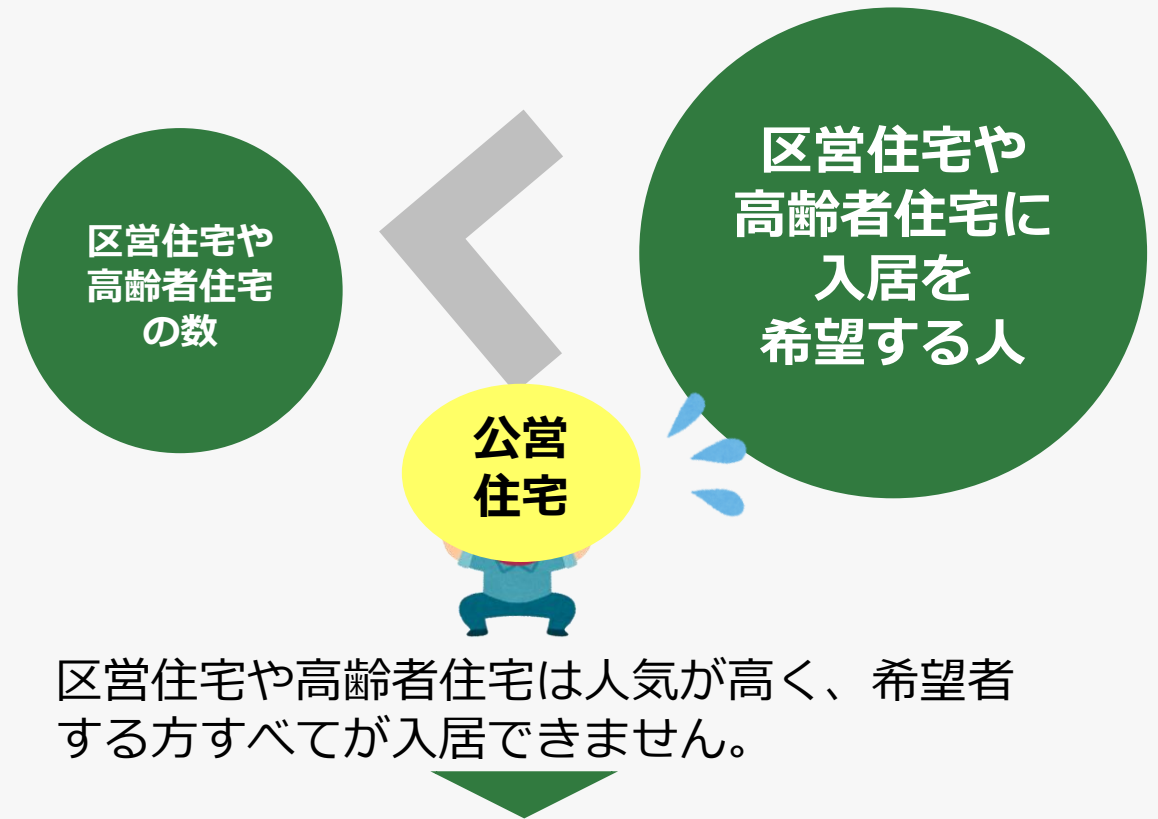 区営住宅や
高齢者住宅
の数
区営住宅や
高齢者住宅に
入居を
希望する人
公営
住宅
区営住宅や高齢者住宅は人気が高く、希望者
する方すべてが入居できません。